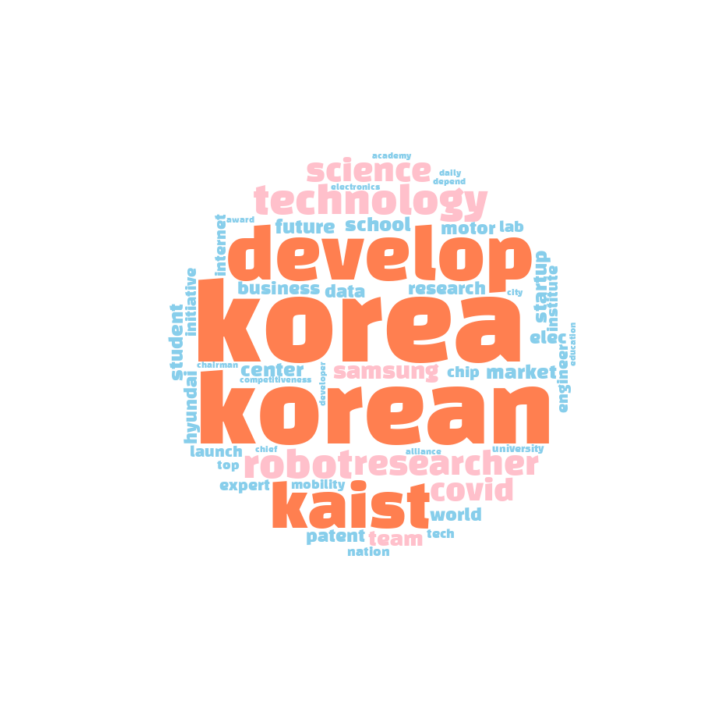 academy
science
daily
electronics
depend
technology
award
future
school
motor
lab
internet
develop
startup
institute
business
data
research
city
initiative
korea
student
elec
education
chairman
center
samsung
chip
market
engineer
competitiveness
developer
hyundai
korean
launch
chief
alliance
university
top
robot
researcher
expert
mobility
covid
kaist
world
patent
team
tech
nation